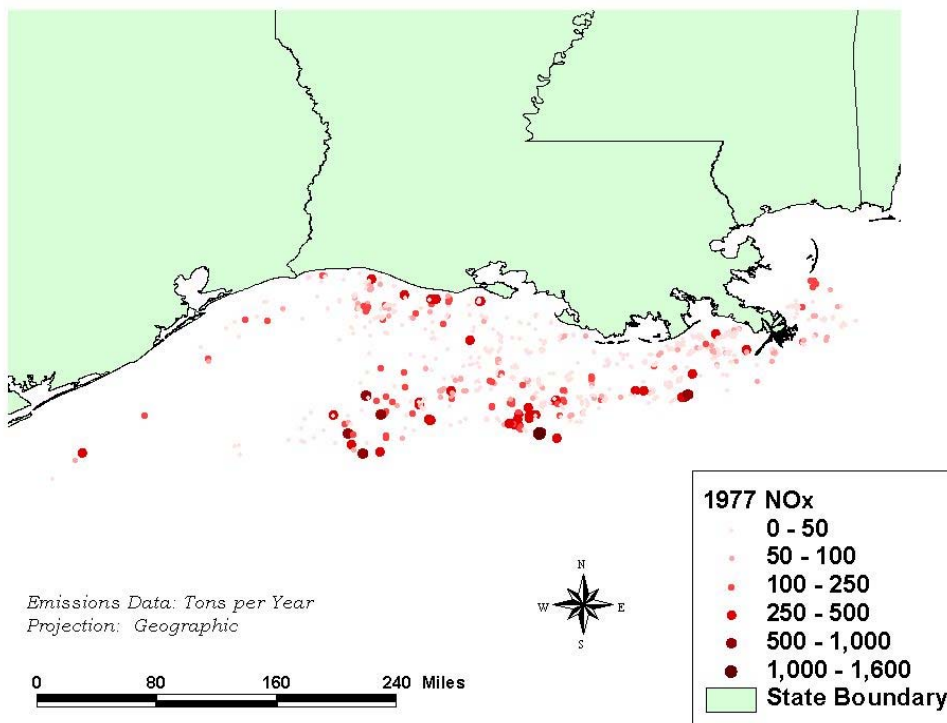 N
W E
S
Emissions Data: Tons per Year
Projection: Geographic
0 80 160 240 Miles
1977 NOx
0 - 50
50 - 100
100 - 250
250 - 500
500 - 1,000
1,000 - 1,600
State Boundary